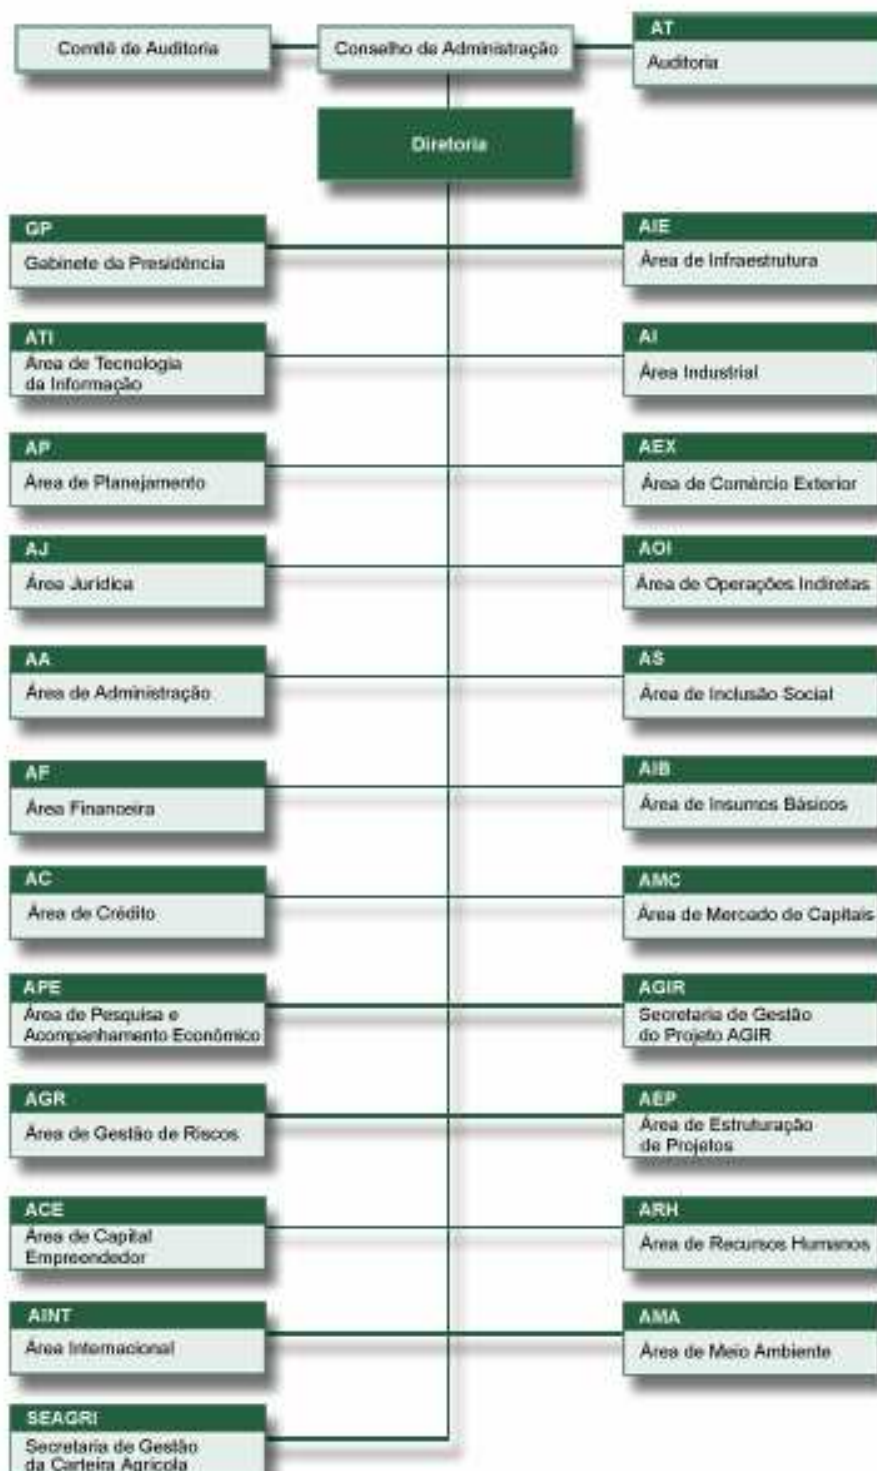 Comitê de Auditoria
Conselho de Administração
AT
Auditoria
Diretoria
GP
Gabinete da Presidência
AIE
Área de Infraestrutura
ATI
Área de Tecnologia
da Informação
AI
Área Industrial
AP
Área de Planejamento
AEX
Área de Comércio Exterior
AJ
Área Jurídica
AOI
Área de Operações Indiretas
AA
Área de Administração
AS
Área de Inclusão Social
AF
Área Financeira
AIB
Área de Insumos Básicos
AC
Área de Crédito
AMC
Área de Mercado de Capitais
APE
Área de Pesquisa e
Acompanhamento Econômico
AGIR
Secretaria de Gestão
do Projeto AGIR
AGR
Área de Gestão de Riscos
AEP
Área de Estruturação
de Projetos
ACE
Área de Capital
Empreendedor
ARH
Área de Recursos Humanos
AINT
Área Internacional
AMA
Área de Meio Ambiente
SEAGRI
Secretaria de Gestão
da Carteira Agrícola